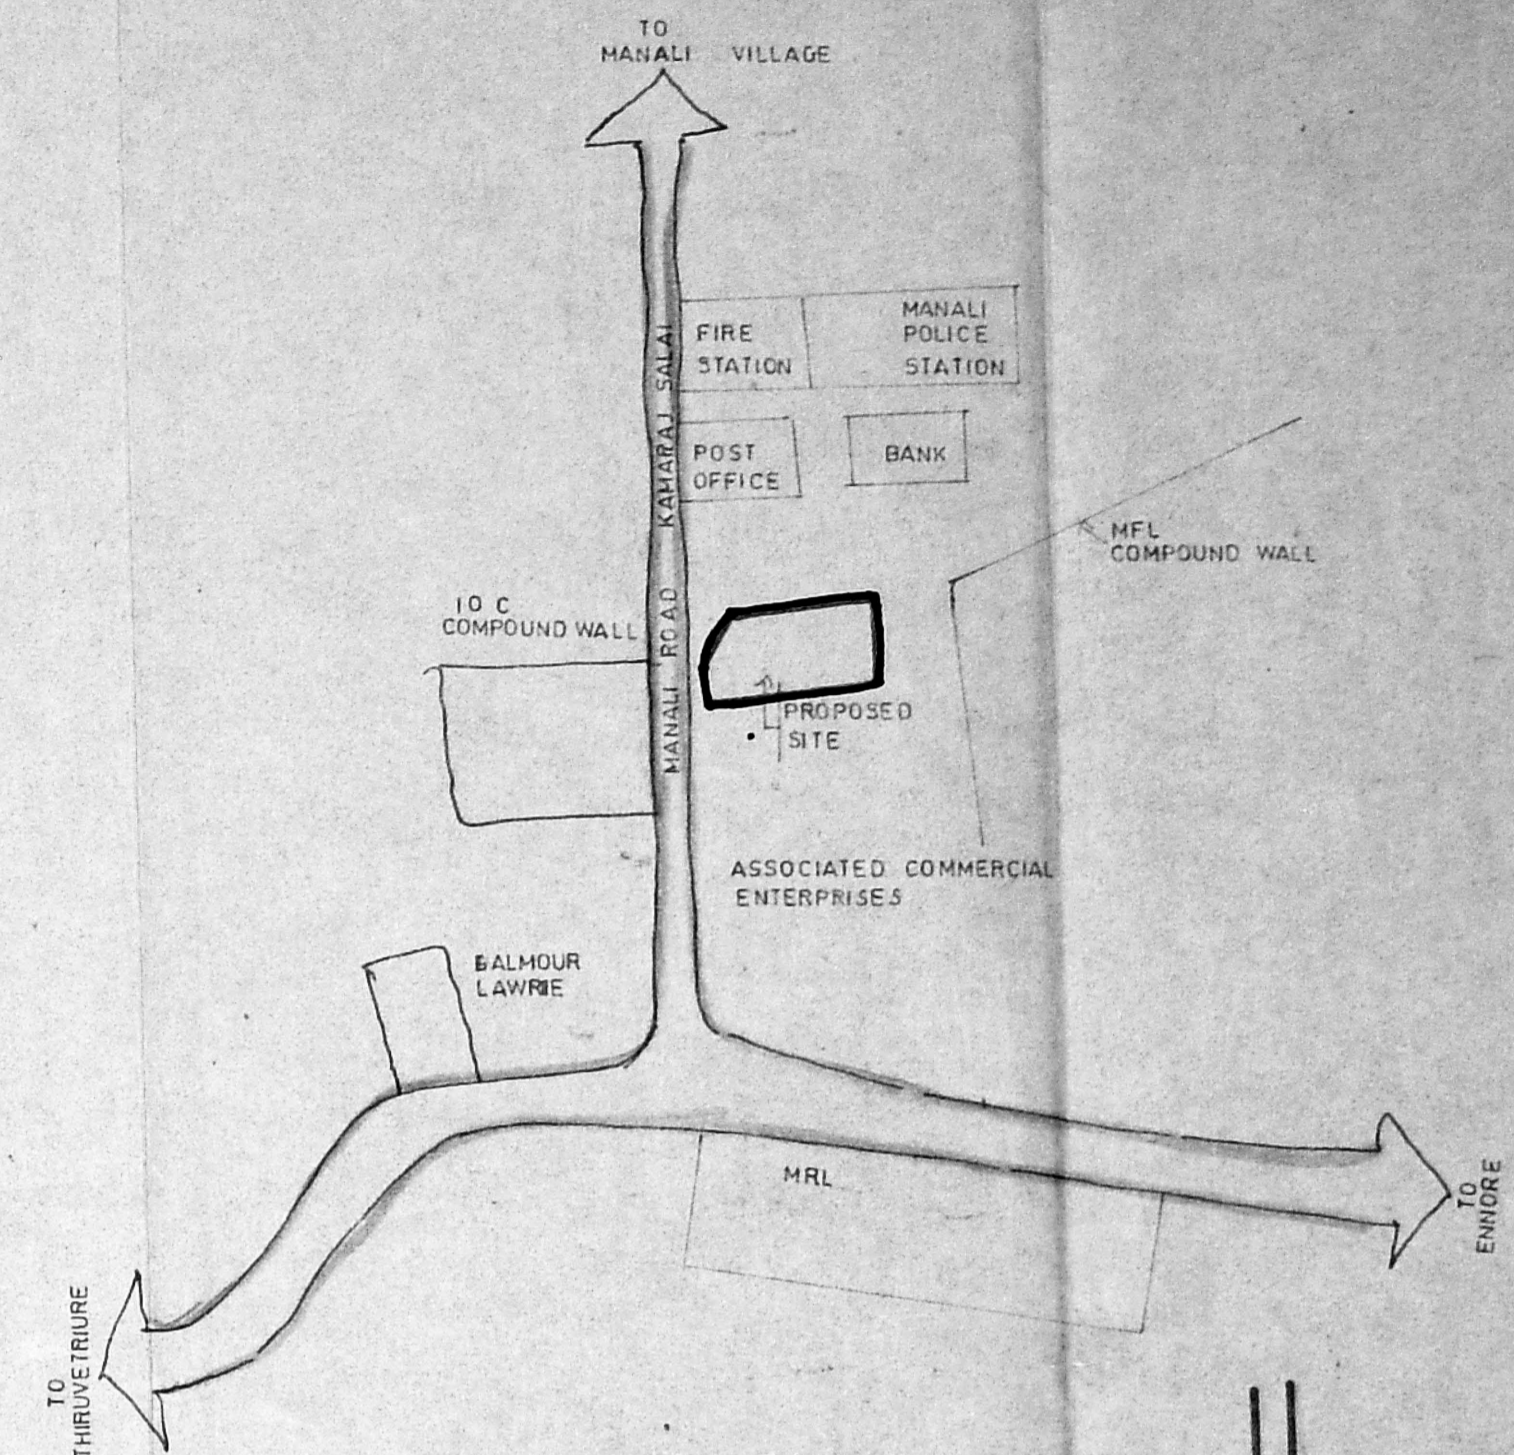 TO
MANALI VILLAGE
FIRE
STATION
MANALI
POLICE
STATION
POST
OFFICE
BANK
MANALI ROAD KAMARAJ SALAI
MFL
COMPOUND WALL
IO C
COMPOUND WALL
PROPOSED
SITE
ASSOCIATED COMMERCIAL
ENTERPRISES
BALMOUR
LAWRIE
MRL
TO
ENNORE
TO
THIRUVETRIURE